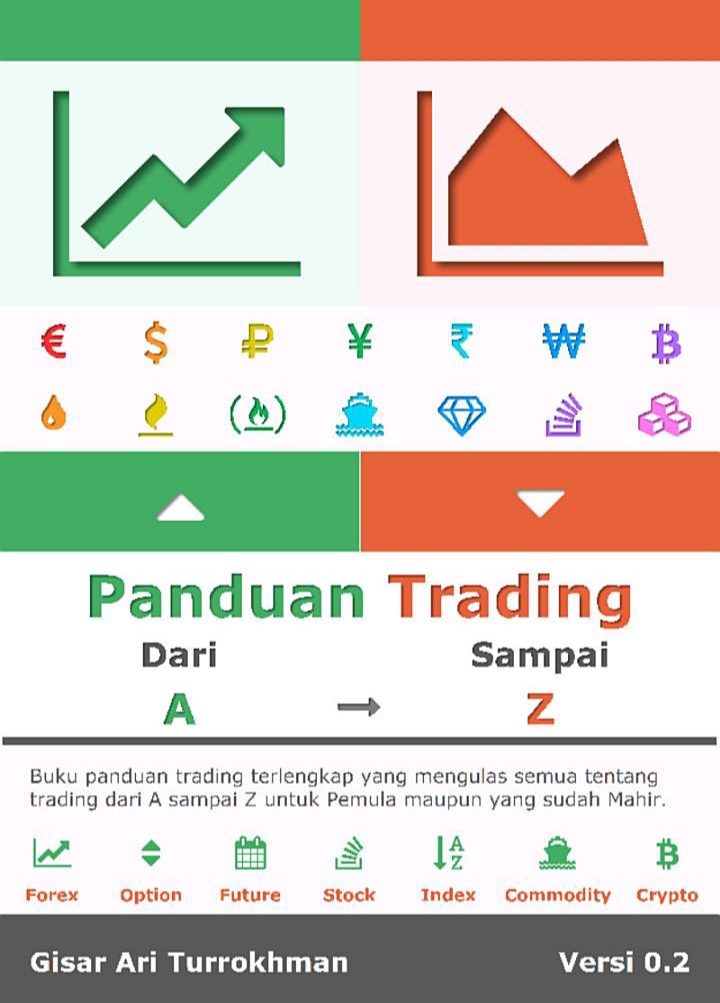 € $ ₽ ¥ ₹ ₩ ₿
Panduan Trading
Dari Sampai
A → Z
Buku panduan trading terlengkap yang mengulas semua tentang
trading dari A sampai Z untuk Pemula maupun yang sudah Mahir.
A
Z
Forex Option Future Stock Index Commodity Crypto
Gisar Ari Turrokhman Versi 0.2